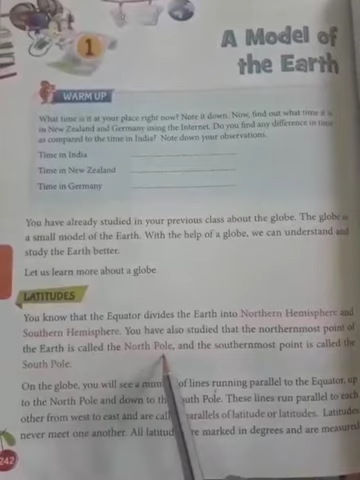 1
A Model of
the Earth
WARM UP
What time is it at your place right now? Note it down. Now, find out what time it is
in New Zealand and Germany using the Internet. Do you find any difference in time
as compared to the time in India? Note down your observations.
Time in India
Time in New Zealand
Time in Germany
You have already studied in your previous class about the globe. The globe is
a small model of the Earth. With the help of a globe, we can understand and
study the Earth better.
Let us learn more about a globe
LATITUDES
You know that the Equator divides the Earth into Northern Hemisphere and
Southern Hemisphere. You have also studied that the northernmost point of
the Earth is called the North Pole, and the southernmost point is called the
South Pole.
On the globe, you will see a of lines running parallel to the Equator, up
to the North Pole and down to Pole. These lines run parallel to each
other from west to east and are parallels of latitude or latitudes. Latitudes
never meet one another. All marked in degrees and are measured
242